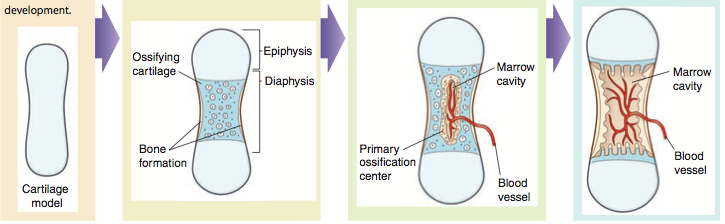 development.
Cartilage
model
Ossifying
cartilage
Epiphysis
Diaphysis
Bone
formation
Marrow
cavity
Primary
ossification
center
Blood
vessel
Marrow
cavity
Blood
vessel